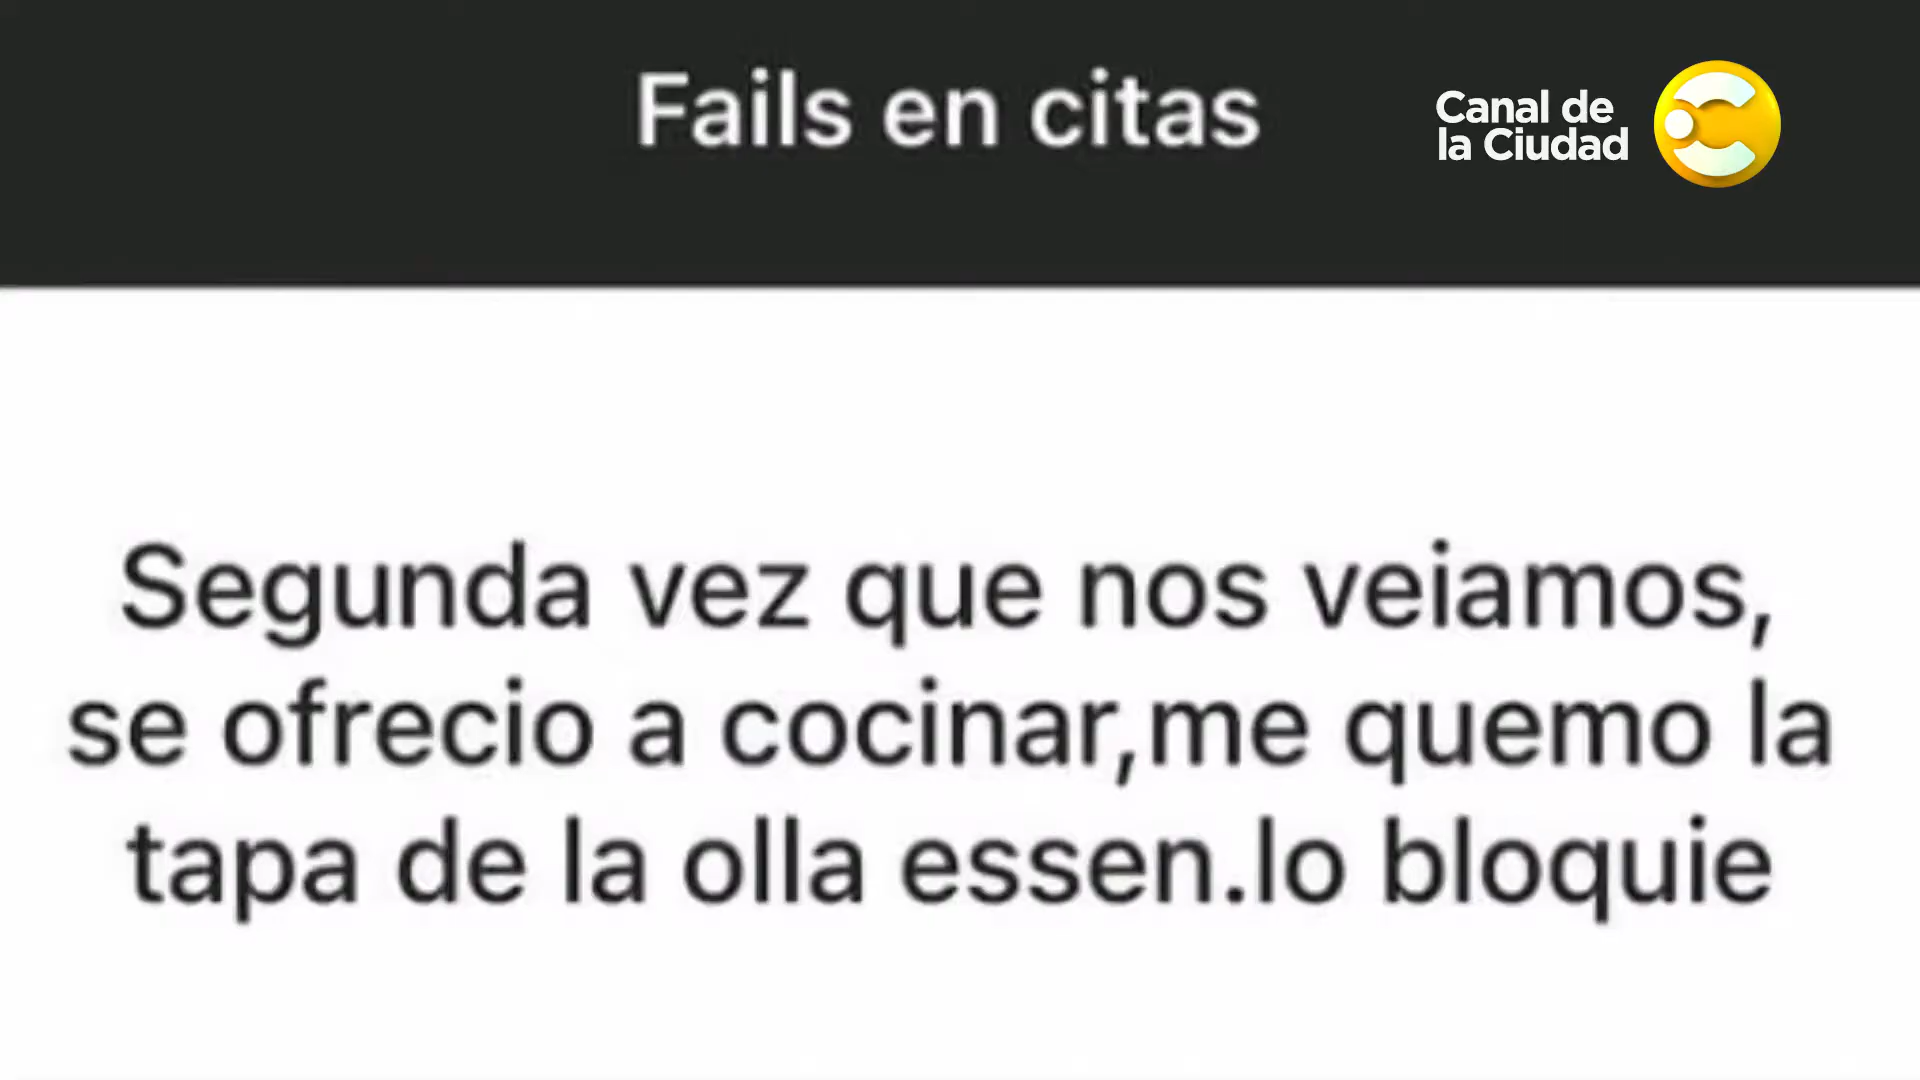 Fails en citas
Canal de
la Ciudad
Segunda vez que nos veiamos,
se ofrecio a cocinar,me quemo la
tapa de la olla essen.lo bloquie